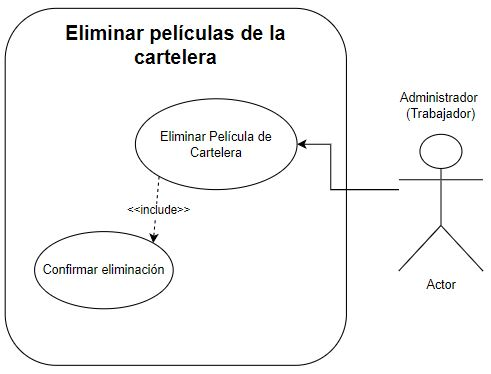 Eliminar películas de la
cartelera
Administrador
(Trabajador)
Eliminar Película de
Cartelera
<<include>>
Confirmar eliminación
Actor